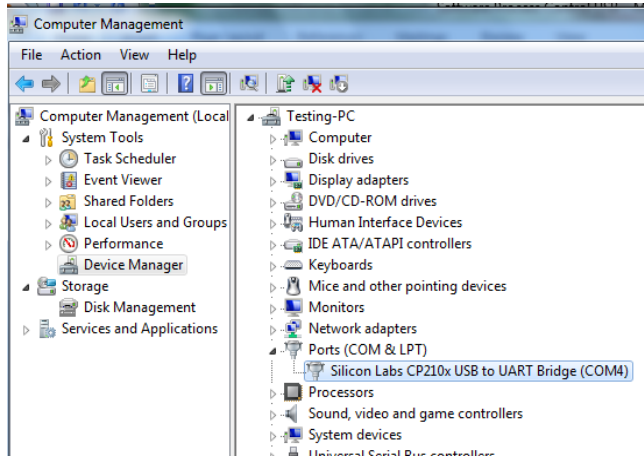 Computer Management
File Action View Help
Computer Management (Local
System Tools
Task Scheduler
Event Viewer
Shared Folders
Local Users and Groups
Performance
Device Manager
Storage
Disk Management
Services and Applications
Testing-PC
Computer
Disk drives
Display adapters
DVD/CD-ROM drives
Human Interface Devices
IDE ATA/ATAPI controllers
Keyboards
Mice and other pointing devices
Monitors
Network adapters
Ports (COM & LPT)
Silicon Labs CP210x USB to UART Bridge (COM4)
Processors
Sound, video and game controllers
System devices
Universal Serial Bus controllers